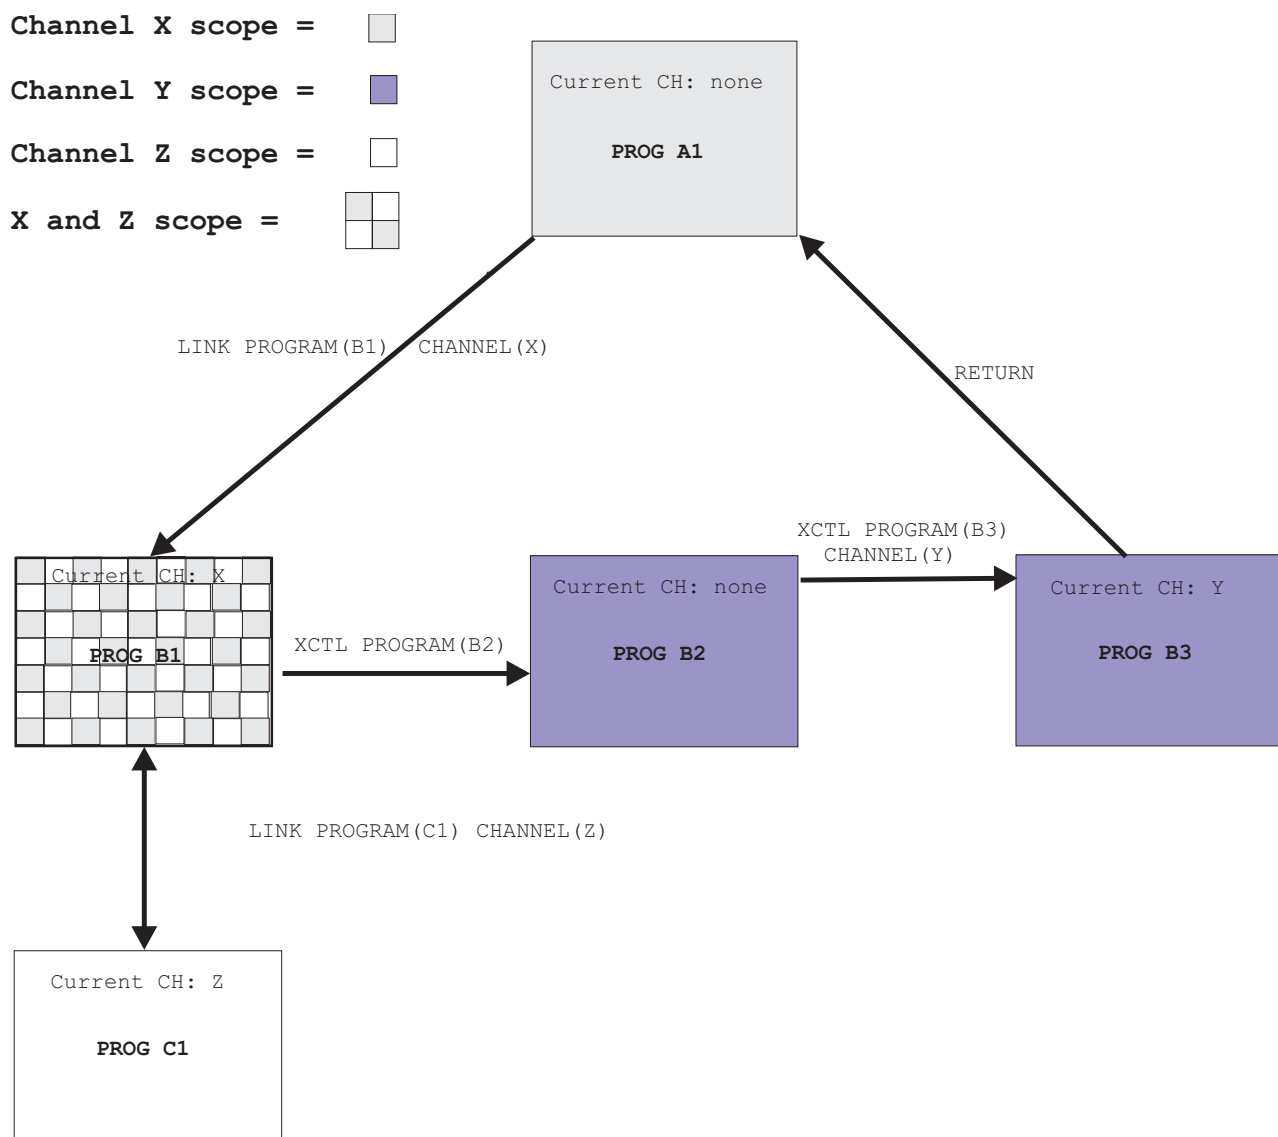 Channel X scope =
Channel Y scope =
Channel Z scope =
X and Z scope =
Current CH: none
PROG A1
LINK PROGRAM(B1) CHANNEL(X)
RETURN
Current CH: X
PROG B1
XCTL PROGRAM(B2)
Current CH: none
PROG B2
XCTL PROGRAM(B3)
CHANNEL(Y)
Current CH: Y
PROG B3
LINK PROGRAM(C1) CHANNEL(Z)
Current CH: Z
PROG C1